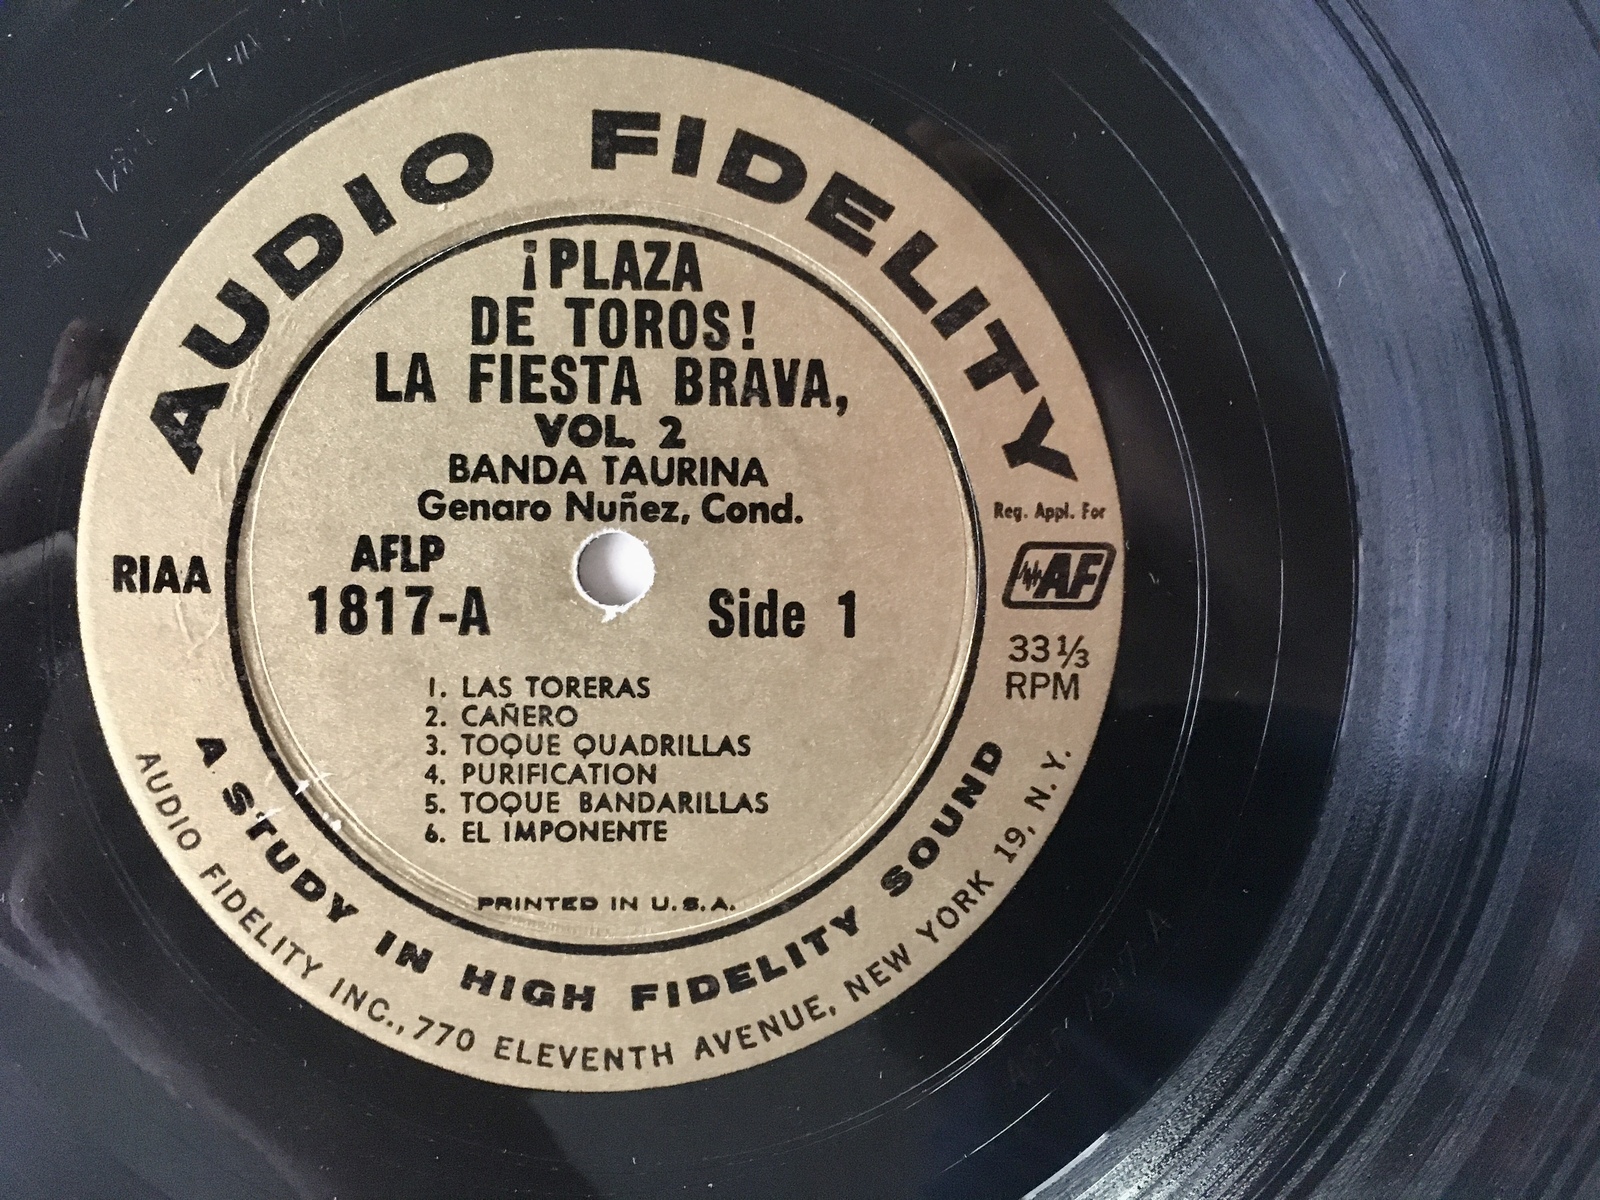 AUDIO FIDELITY
¡PLAZA
DE TOROS!
LA FIESTA BRAVA,
VOL. 2
BANDA TAURINA
Genaro Nuñez, Cond.
Reg. Appl. For
RIAA
AFLP
1817-A
Side 1
AF
33 1/3
RPM
1. LAS TORERAS
2. CAÑERO
3. TOQUE QUADRILLAS
4. PURIFICATION
5. TOQUE BANDARILLAS
6. EL IMPONENTE
PRINTED IN U.S.A.
A STUDY IN HIGH FIDELITY SOUND
AUDIO FIDELITY INC., 770 ELEVENTH AVENUE, NEW YORK 19, N.Y.